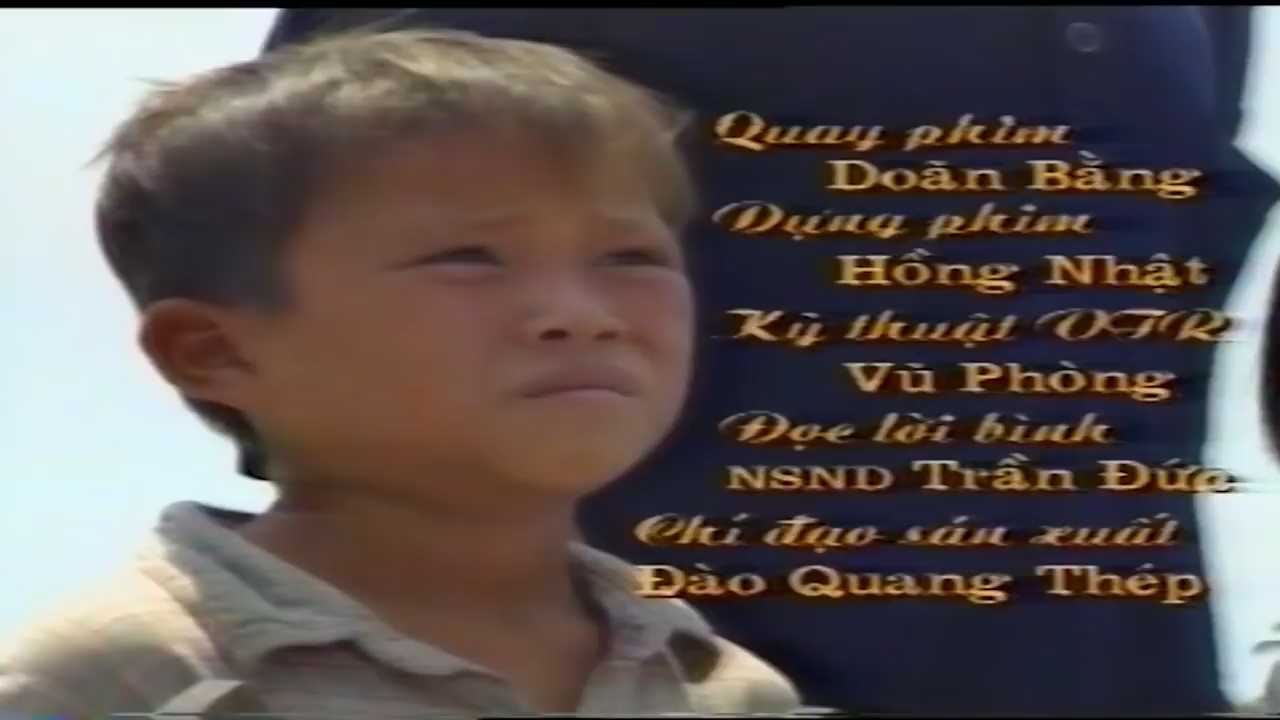 Quay phim
Doãn Bằng
Dựng phim
Hồng Nhật
Kỹ thuật VTR
Vũ Phòng
Đọc lời bình
NSND Trần Đức
Chỉ đạo sản xuất
Đào Quang Thép